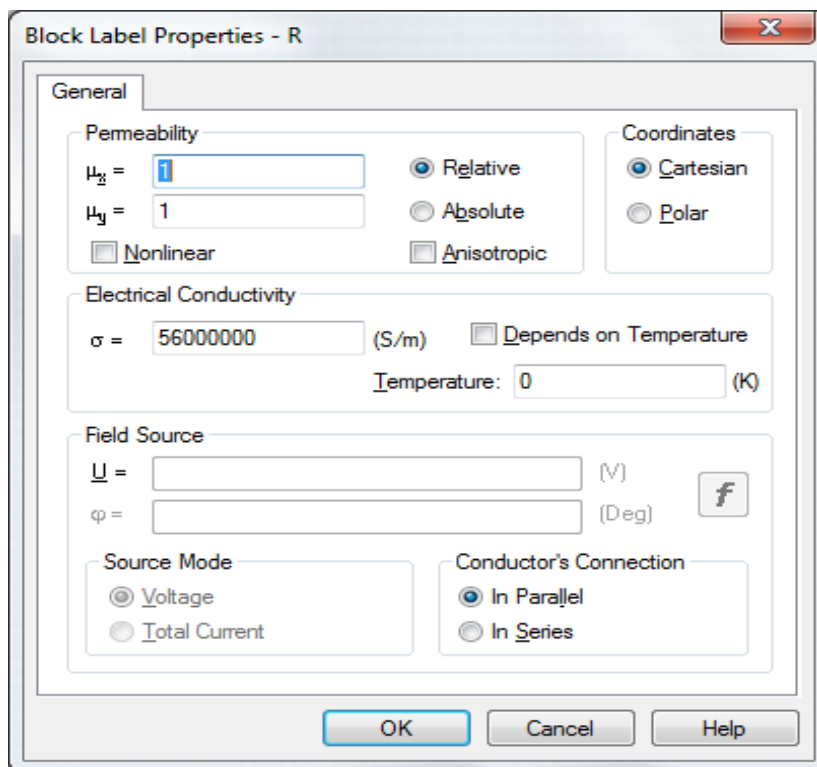 Block Label Properties - R
General
Permeability
μx = 1
Relative
μy = 1
Absolute
Nonlinear
Anisotropic
Coordinates
Cartesian
Polar
Electrical Conductivity
σ = 56000000 (S/m)
Depends on Temperature
Temperature: 0 (K)
Field Source
U = (V)
φ = (Deg)
f
Source Mode
Voltage
Total Current
Conductor's Connection
In Parallel
In Series
OK
Cancel
Help